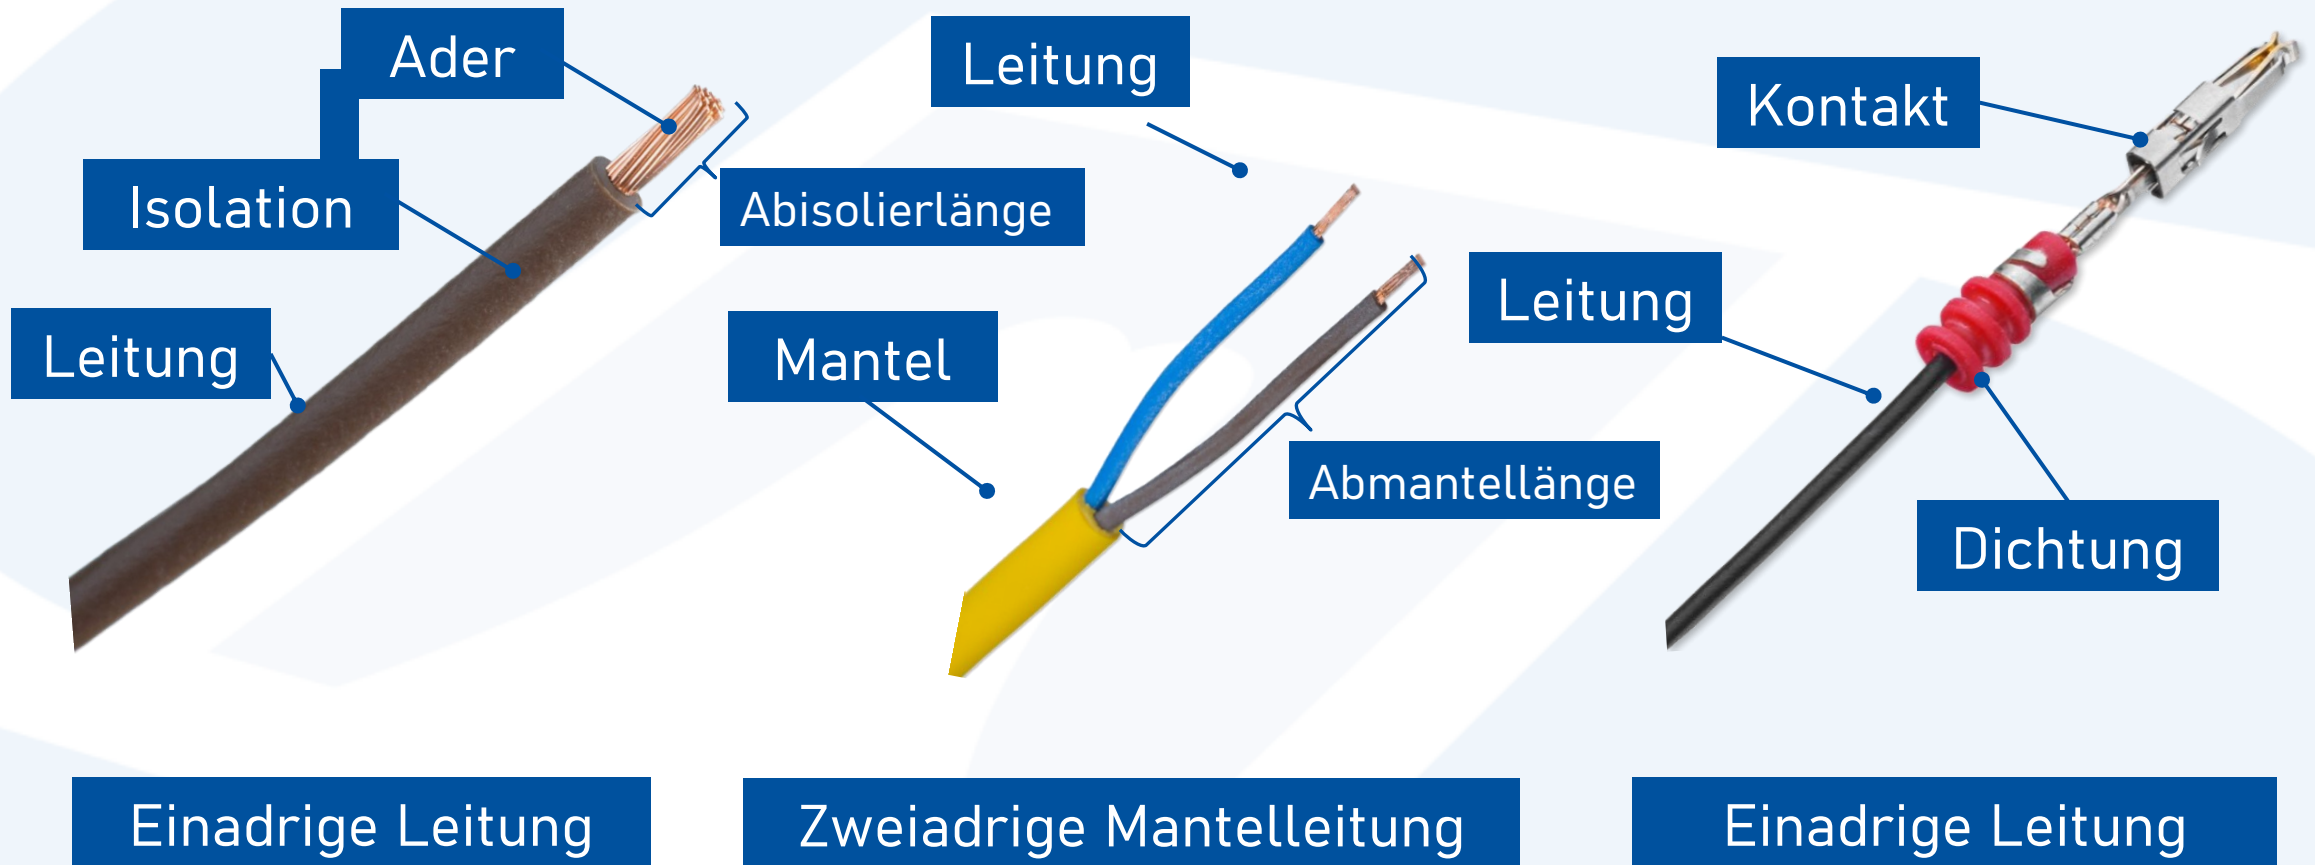 Ader
Isolation
Leitung
Abisolierlänge
Einadrige Leitung
Leitung
Mantel
Abmantellänge
Zweiadrige Mantelleitung
Kontakt
Leitung
Dichtung
Einadrige Leitung